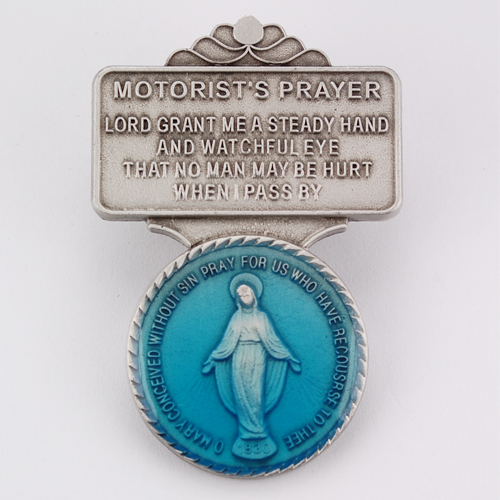 MOTORIST'S PRAYER
LORD GRANT ME A STEADY HAND
AND WATCHFUL EYE
THAT NO MAN MAY BE HURT
WHEN I PASS BY
O MARY CONCEIVED WITHOUT SIN PRAY FOR US WHO HAVE RECOURSE TO THEE